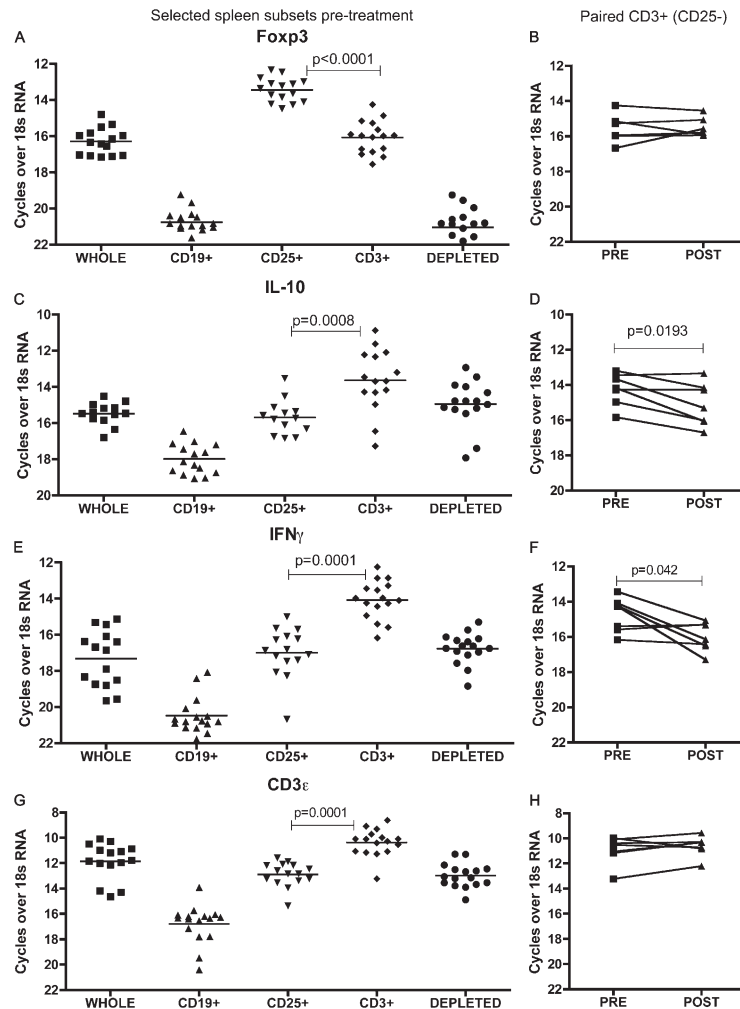 Selected spleen subsets pre-treatment
Paired CD3+ (CD25-)
A
Foxp3
B
p<0.0001
Cycles over 18s RNA
12
14
16
18
20
22
WHOLE CD19+ CD25+ CD3+ DEPLETED
Cycles over 18s RNA
12
14
16
18
20
22
PRE POST
C
IL-10
D
p=0.0008
Cycles over 18s RNA
10
12
14
16
18
20
WHOLE CD19+ CD25+ CD3+ DEPLETED
p=0.0193
Cycles over 18s RNA
10
12
14
16
18
20
PRE POST
E
IFNγ
F
p=0.0001
Cycles over 18s RNA
12
14
16
18
20
22
WHOLE CD19+ CD25+ CD3+ DEPLETED
p=0.042
Cycles over 18s RNA
12
14
16
18
20
22
PRE POST
G
CD3ε
H
p=0.0001
Cycles over 18s RNA
8
10
12
14
16
18
20
22
WHOLE CD19+ CD25+ CD3+ DEPLETED
Cycles over 18s RNA
8
10
12
14
16
18
20
22
PRE POST